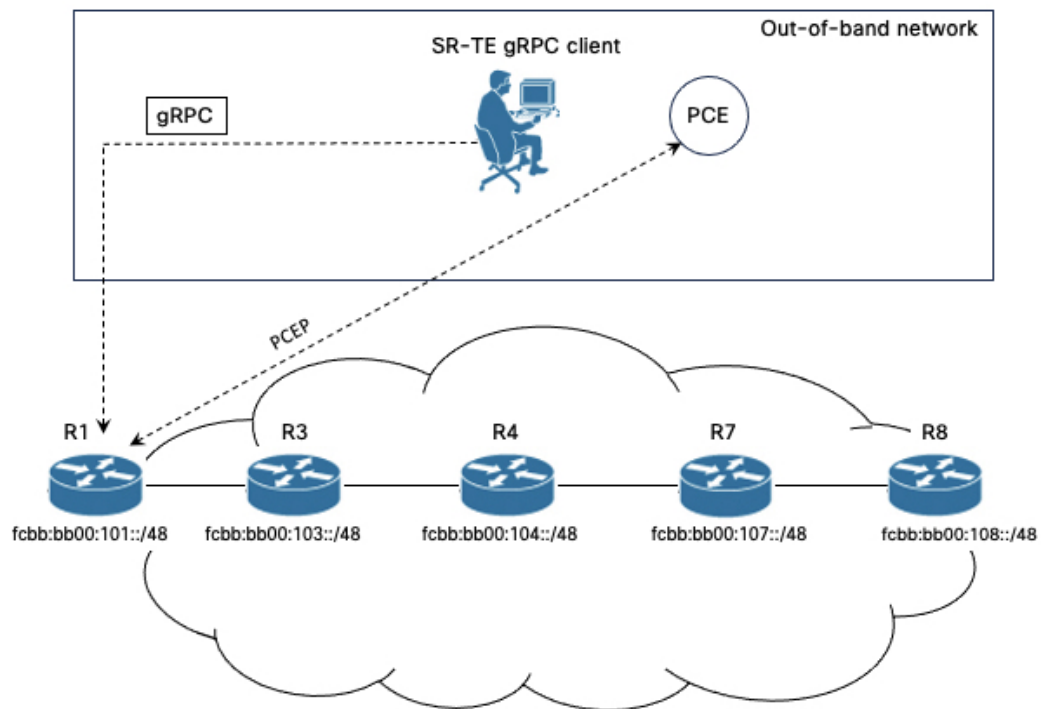 Out-of-band network
SR-TE gRPC client
gRPC
PCE
PCEP
R1
R3
R4
R7
R8
fcbb:bb00:101::/48
fcbb:bb00:103::/48
fcbb:bb00:104::/48
fcbb:bb00:107::/48
fcbb:bb00:108::/48